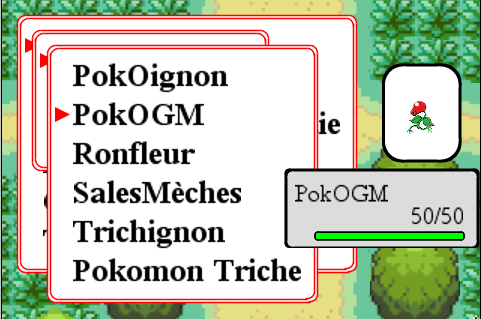 PokOignon
PokOGM
Ronfleur
SalesMèches
Trichignon
Pokomon Triche
PokOGM
50/50